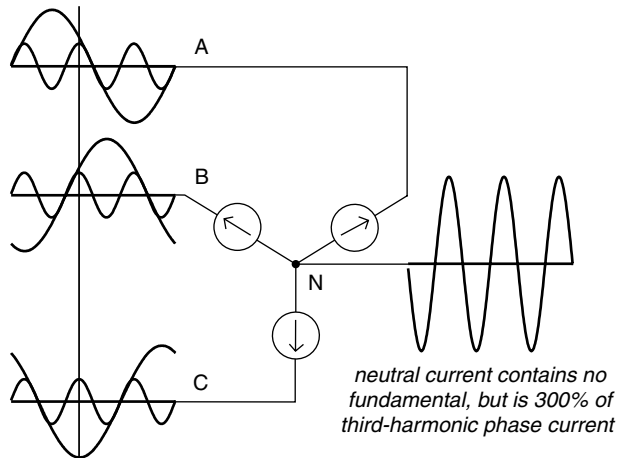 A
B
N
C
neutral current contains no
fundamental, but is 300% of
third-harmonic phase current